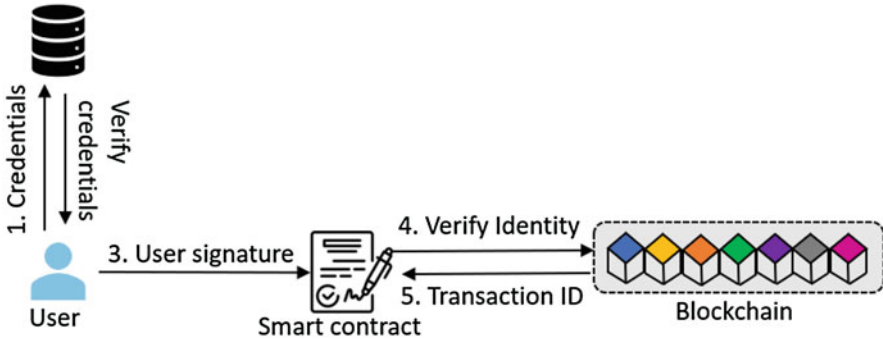 1. Credentials
Verify
credentials
User
3. User signature
Smart contract
4. Verify Identity
5. Transaction ID
Blockchain